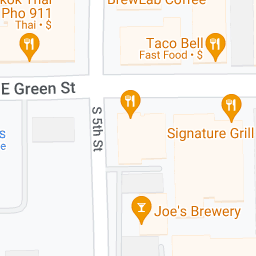 Pho 911
Thai • $
BrewLab Coffee
Taco Bell
Fast Food • $
E Green St
S 5th St
Signature Grill
Joe's Brewery